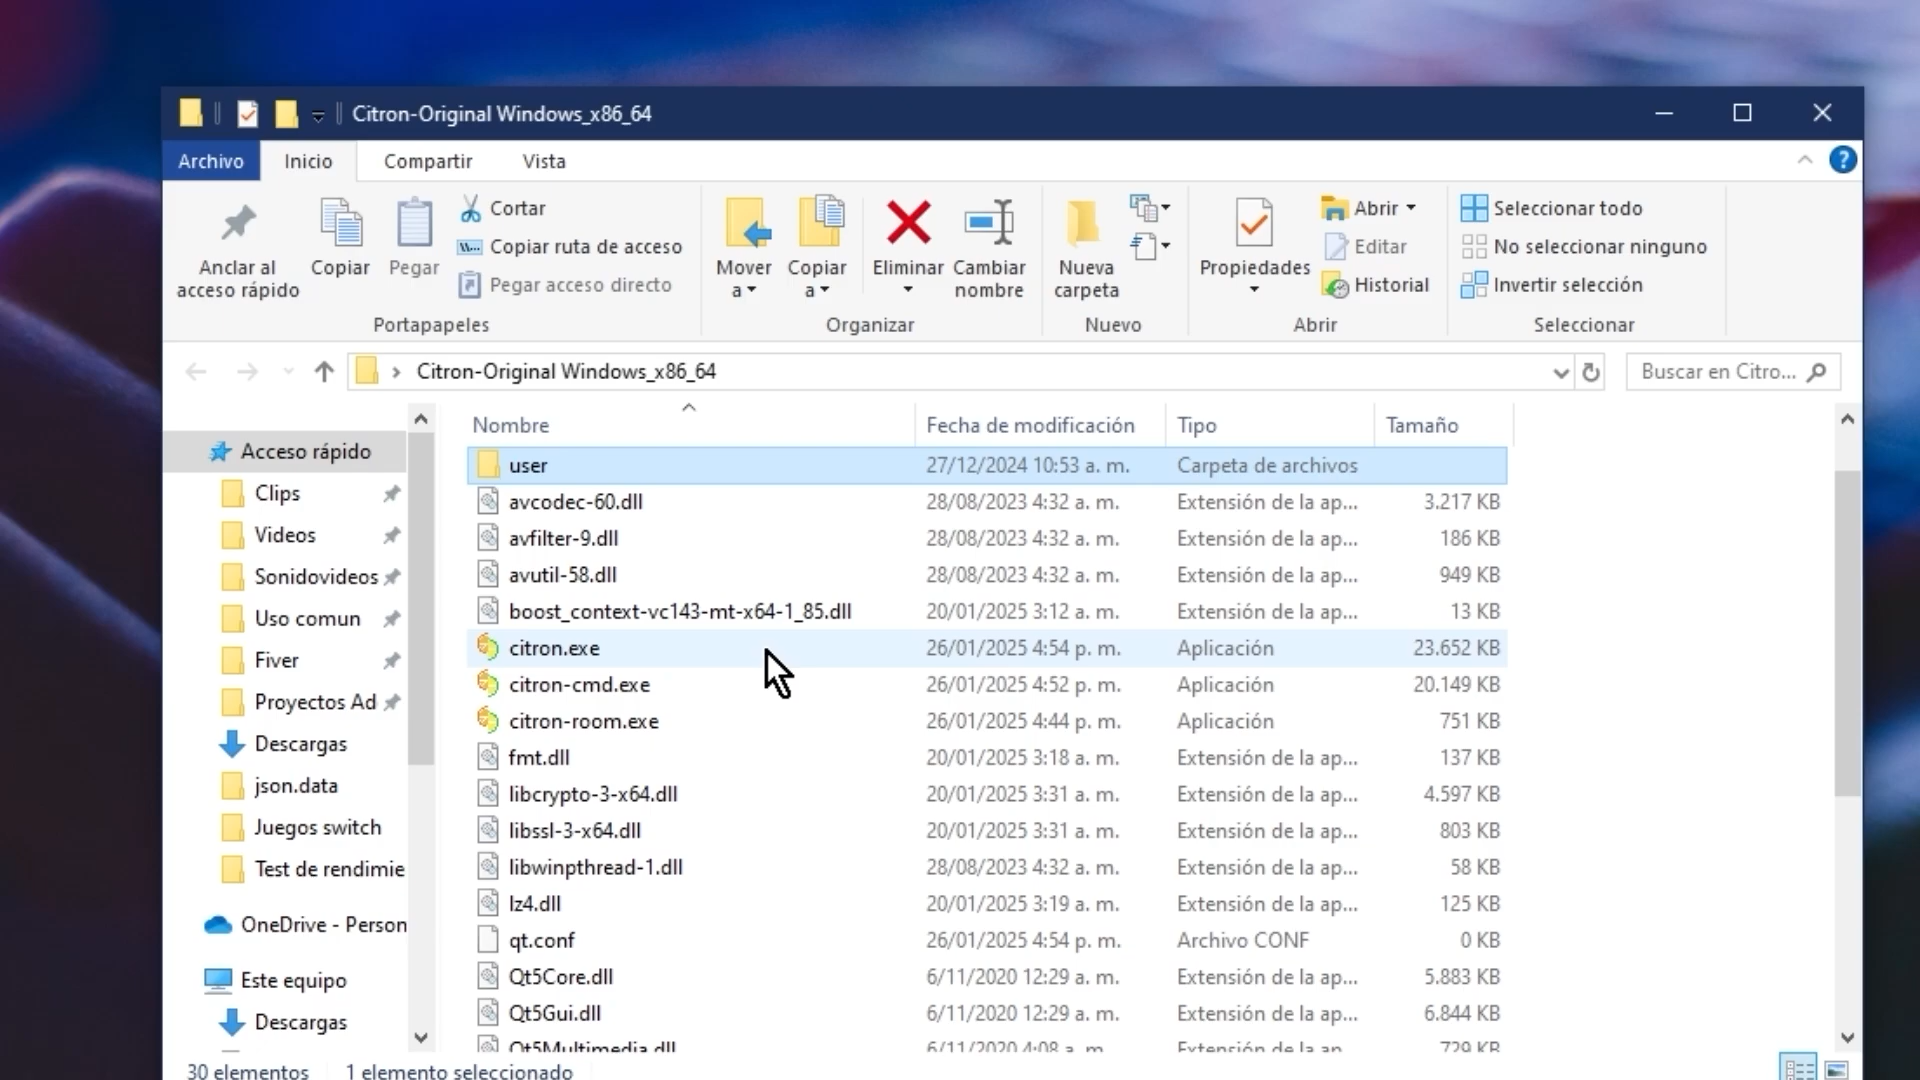 Citron-Original Windows_x86_64
Archivo Inicio Compartir Vista
Anclar al acceso rápido
Copiar
Pegar
Cortar
Copiar ruta de acceso
Pegar acceso directo
Portapapeles
Mover a
Copiar a
Eliminar
Cambiar nombre
Organizar
Nueva carpeta
Nuevo
Propiedades
Abrir
Editar
Historial
Abrir
Seleccionar todo
No seleccionar ninguno
Invertir selección
Seleccionar
Citron-Original Windows_x86_64
Buscar en Citro...
Acceso rápido
Clips
Videos
Sonidovideos
Uso comun
Fiver
Proyectos Ad
Descargas
json.data
Juegos switch
Test de rendimie
OneDrive - Person
Este equipo
Descargas
Nombre Fecha de modificación Tipo Tamaño
user 27/12/2024 10:53 a. m. Carpeta de archivos
avcodec-60.dll 28/08/2023 4:32 a. m. Extensión de la ap... 3.217 KB
avfilter-9.dll 28/08/2023 4:32 a. m. Extensión de la ap... 186 KB
avutil-58.dll 28/08/2023 4:32 a. m. Extensión de la ap... 949 KB
boost_context-vc143-mt-x64-1_85.dll 20/01/2025 3:12 a. m. Extensión de la ap... 13 KB
citron.exe 26/01/2025 4:54 p. m. Aplicación 23.652 KB
citron-cmd.exe 26/01/2025 4:52 p. m. Aplicación 20.149 KB
citron-room.exe 26/01/2025 4:44 p. m. Aplicación 751 KB
fmt.dll 20/01/2025 3:18 a. m. Extensión de la ap... 137 KB
libcrypto-3-x64.dll 20/01/2025 3:31 a. m. Extensión de la ap... 4.597 KB
libssl-3-x64.dll 20/01/2025 3:31 a. m. Extensión de la ap... 803 KB
libwinpthread-1.dll 28/08/2023 4:32 a. m. Extensión de la ap... 58 KB
lz4.dll 20/01/2025 3:19 a. m. Extensión de la ap... 125 KB
qt.conf 26/01/2025 4:54 p. m. Archivo CONF 0 KB
Qt5Core.dll 6/11/2020 12:29 a. m. Extensión de la ap... 5.883 KB
Qt5Gui.dll 6/11/2020 12:29 a. m. Extensión de la ap... 6.844 KB
Qt5Multimedia.dll 6/11/2020 4:08 a. m. Extensión de la ap... 729 KB
30 elementos 1 elemento seleccionado